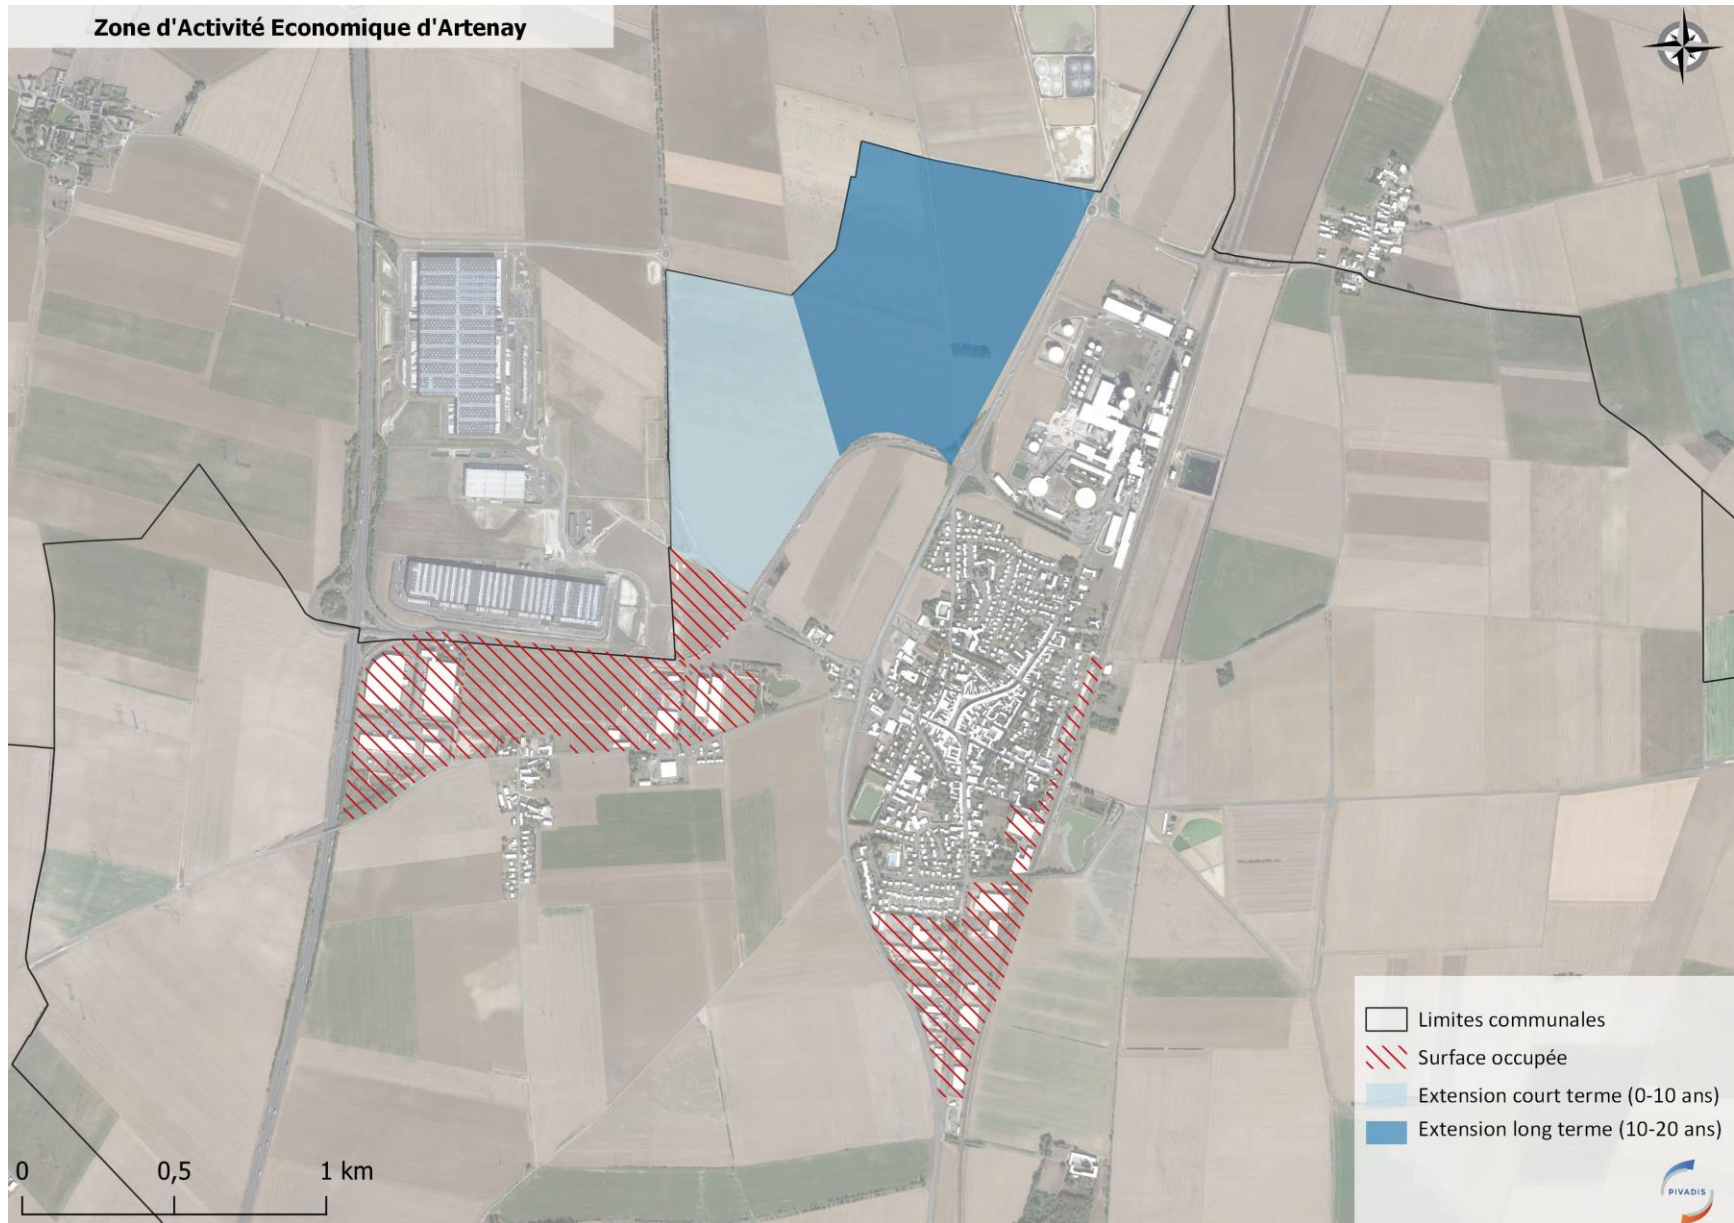 Zone d'Activité Economique d'Artenay
Limites communales
Surface occupée
Extension court terme (0-10 ans)
Extension long terme (10-20 ans)
0 0,5 1 km
PIVADIS